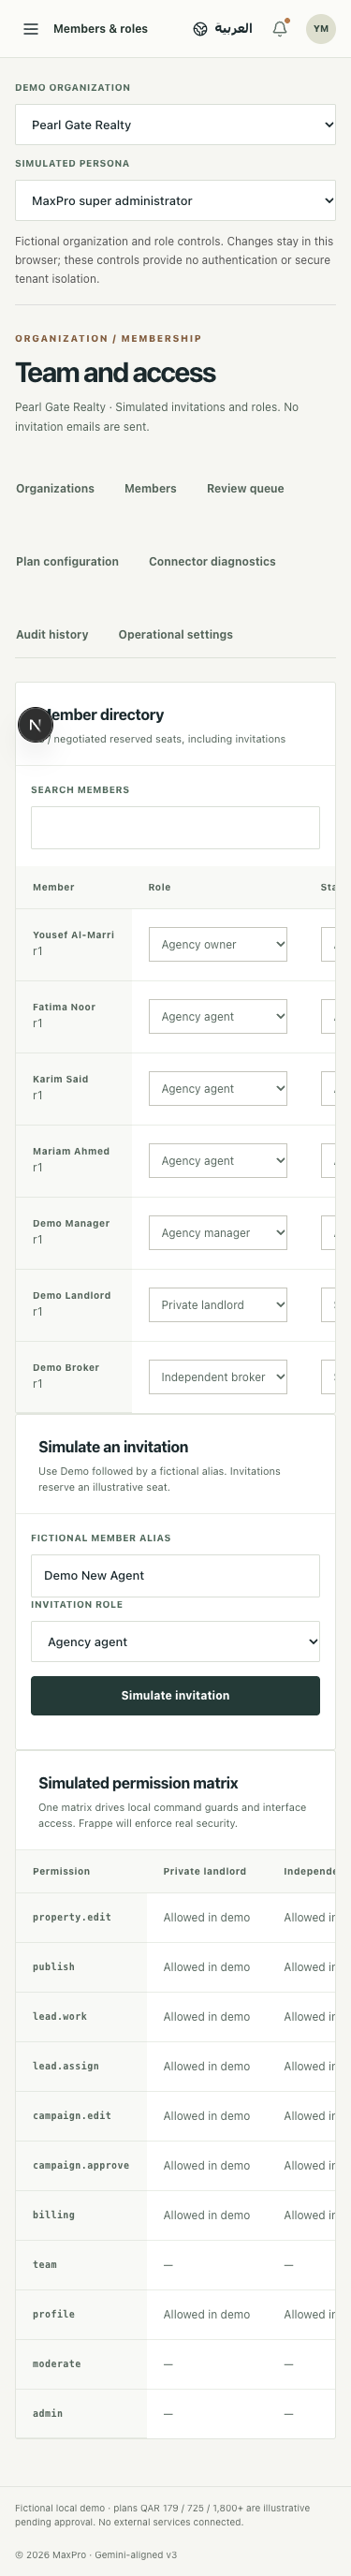 Members & roles
العربية
YM
DEMO ORGANIZATION
Pearl Gate Realty
SIMULATED PERSONA
MaxPro super administrator
Fictional organization and role controls. Changes stay in this
browser; these controls provide no authentication or secure
tenant isolation.
ORGANIZATION / MEMBERSHIP
Team and access
Pearl Gate Realty · Simulated invitations and roles. No
invitation emails are sent.
Organizations Members Review queue
Plan configuration Connector diagnostics
Audit history Operational settings
N
Member directory
/ negotiated reserved seats, including invitations
SEARCH MEMBERS
Member Role
Yousef Al-Marri
r1
Agency owner
Fatima Noor
r1
Agency agent
Karim Said
r1
Agency agent
Mariam Ahmed
r1
Agency agent
Demo Manager
r1
Agency manager
Demo Landlord
r1
Private landlord
Demo Broker
r1
Independent broker
Simulate an invitation
Use Demo followed by a fictional alias. Invitations
reserve an illustrative seat.
FICTIONAL MEMBER ALIAS
Demo New Agent
INVITATION ROLE
Agency agent
Simulate invitation
Simulated permission matrix
One matrix drives local command guards and interface
access. Frappe will enforce real security.
Permission Private landlord Independe
property.edit Allowed in demo Allowed in
publish Allowed in demo Allowed in
lead.work Allowed in demo Allowed in
lead.assign Allowed in demo Allowed in
campaign.edit Allowed in demo Allowed in
campaign.approve Allowed in demo Allowed in
billing Allowed in demo Allowed in
team — —
profile Allowed in demo Allowed in
moderate — —
admin — —
Fictional local demo · plans QAR 179 / 725 / 1,800+ are illustrative
pending approval. No external services connected.
© 2026 MaxPro · Gemini-aligned v3